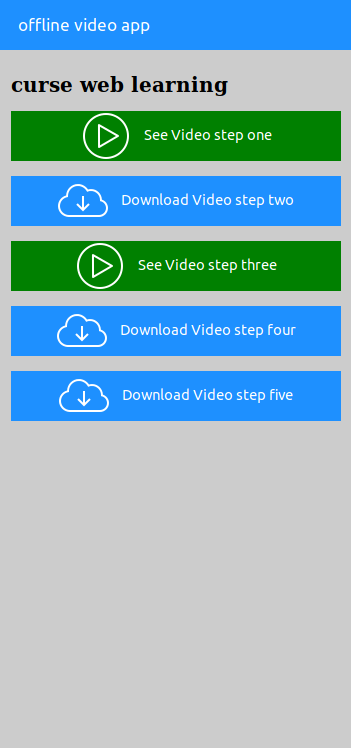 offline video app
curse web learning
See Video step one
Download Video step two
See Video step three
Download Video step four
Download Video step five